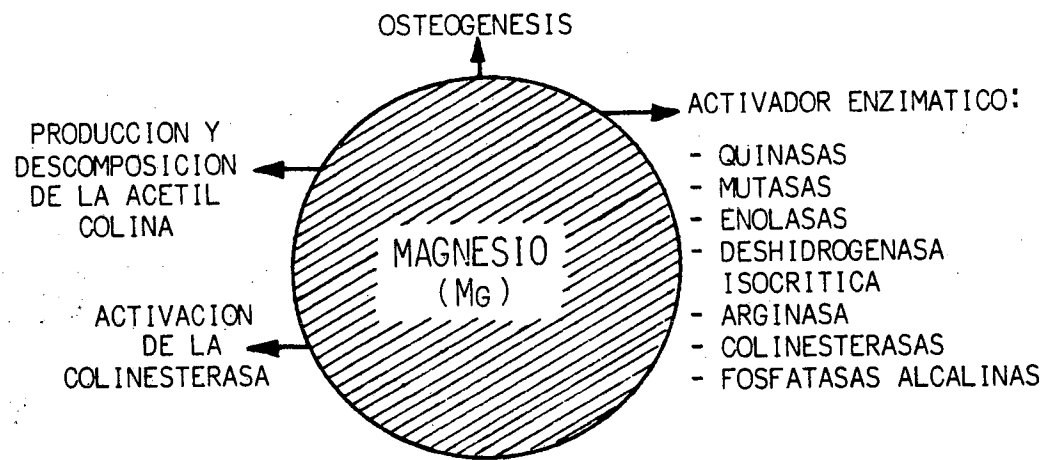 OSTEOGENESIS
ACTIVADOR ENZIMATICO:
- QUINASAS
- MUTASAS
- ENOLASAS
- DESHIDROGENASA
ISOCRITICA
- ARGINASA
- COLINESTERASAS
- FOSFATASAS ALCALINAS
PRODUCCION Y
DESCOMPOSICION
DE LA ACETIL
COLINA
MAGNESIO
(MG)
ACTIVACION
DE LA
COLINESTERASA